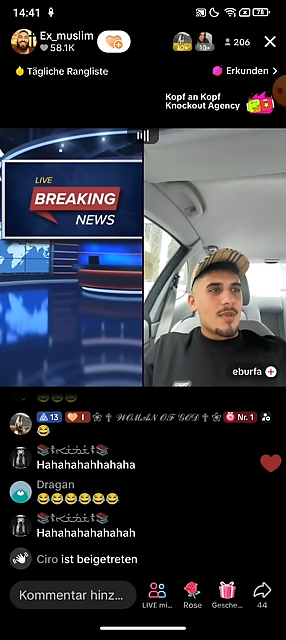 14:41
78
Ex_muslim
58.1K
206
Tägliche Rangliste
Erkunden >
Kopf an Kopf
Knockout Agency
LIVE
BREAKING
NEWS
eburfa
13 I 𝒲𝒪𝑀𝒜𝒩 𝒪𝐹 𝒢𝒪𝒟 Nr. 1
Hahahahahhahaha
Dragan
Hahahahahahahah
Ciro ist beigetreten
Kommentar hinz...
LIVE mi... Rose Gesche... 44